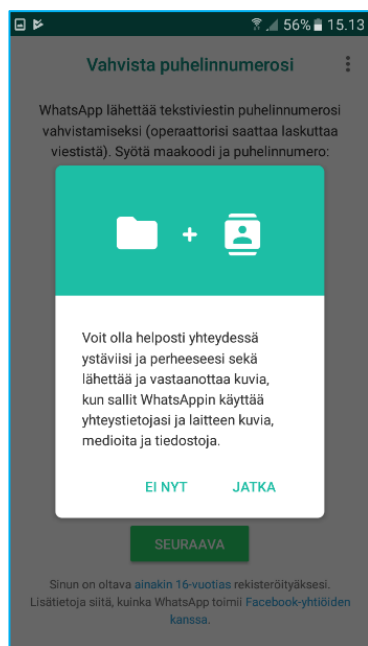 56% 15.13
Vahvista puhelinnumerosi
WhatsApp lähettää tekstiviestin puhelinnumerosi
vahvistamiseksi (operaattorisi saattaa laskuttaa
viestistä). Syötä maakoodi ja puhelinnumero:
Voit olla helposti yhteydessä
ystäviisi ja perheeseesi sekä
lähettää ja vastaanottaa kuvia,
kun sallit WhatsAppin käyttää
yhteystietojasi ja laitteen kuvia,
medioita ja tiedostoja.
EI NYT JATKA
SEURAAVA
Sinun on oltava ainakin 16-vuotias rekisteröityäksesi.
Lisätietoja siitä, kuinka WhatsApp toimii Facebook-yhtiöiden
kanssa.